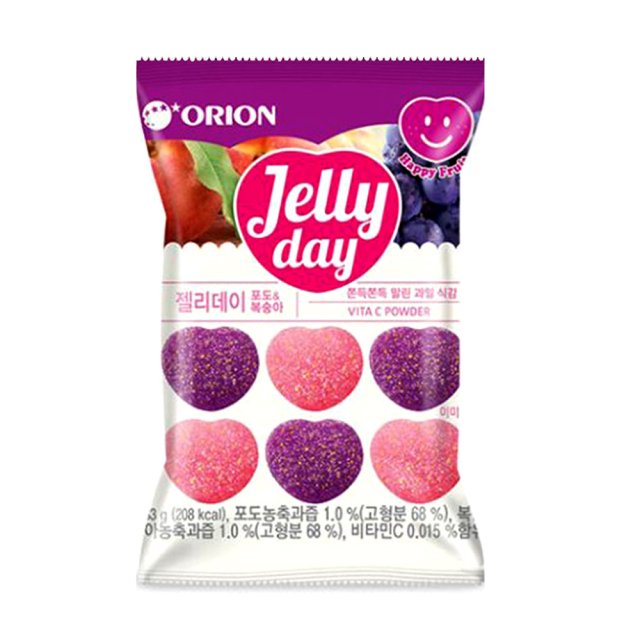 ORION
Happy Fruit
Jelly
day
젤리데이 포도&
복숭아
쫀득쫀득 말린 과일 식감
VITA C POWDER
3 g (208 kcal), 포도농축과즙 1.0 %(고형분 68 %), 복
아농축과즙 1.0 %(고형분 68 %), 비타민C 0.015 %함유